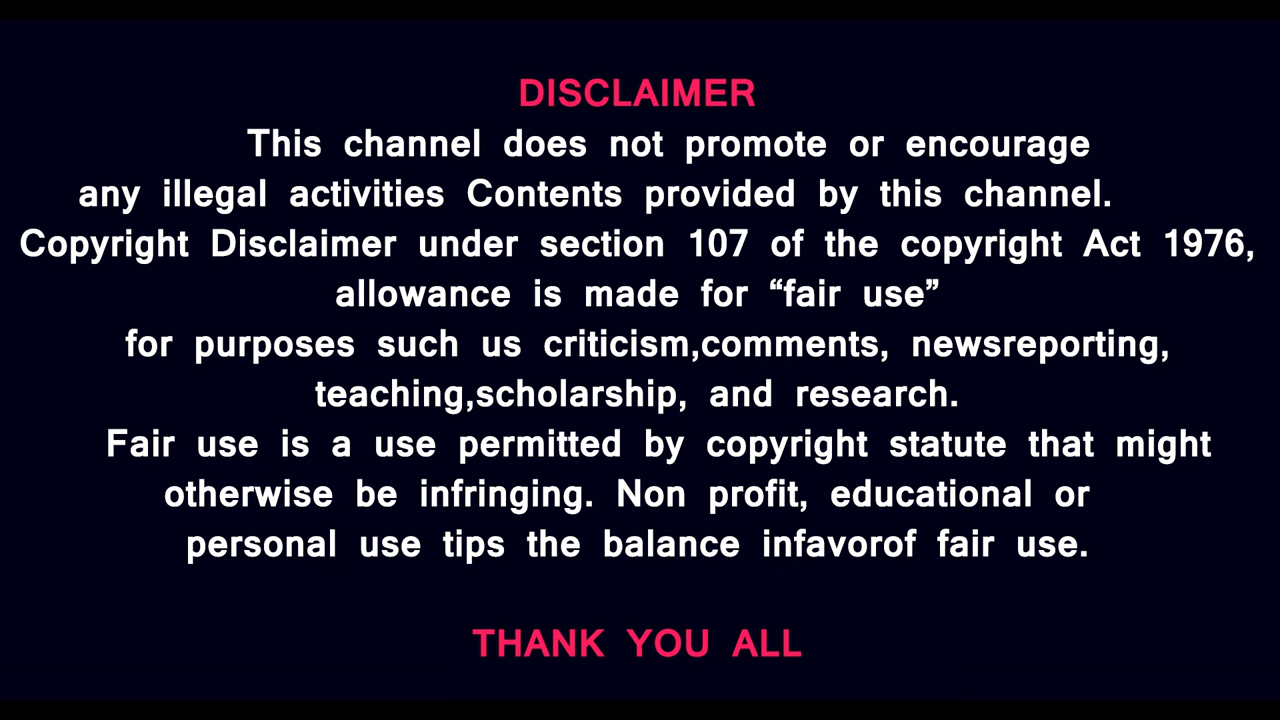 DISCLAIMER
This channel does not promote or encourage
any illegal activities Contents provided by this channel.
Copyright Disclaimer under section 107 of the copyright Act 1976,
allowance is made for “fair use”
for purposes such us criticism,comments, newsreporting,
teaching,scholarship, and research.
Fair use is a use permitted by copyright statute that might
otherwise be infringing. Non profit, educational or
personal use tips the balance infavorof fair use.
THANK YOU ALL